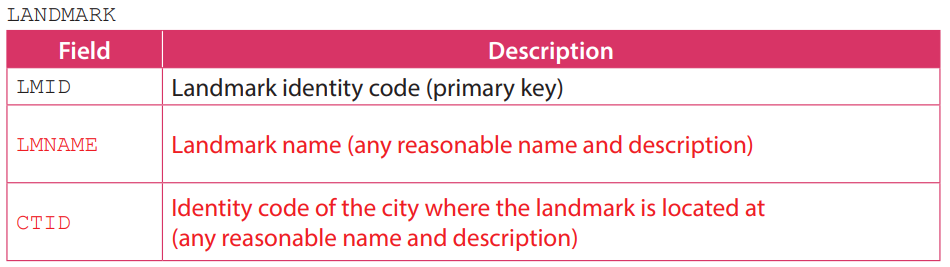 LANDMARK
Field Description
LMID Landmark identity code (primary key)
LMNAME Landmark name (any reasonable name and description)
CTID Identity code of the city where the landmark is located at
(any reasonable name and description)